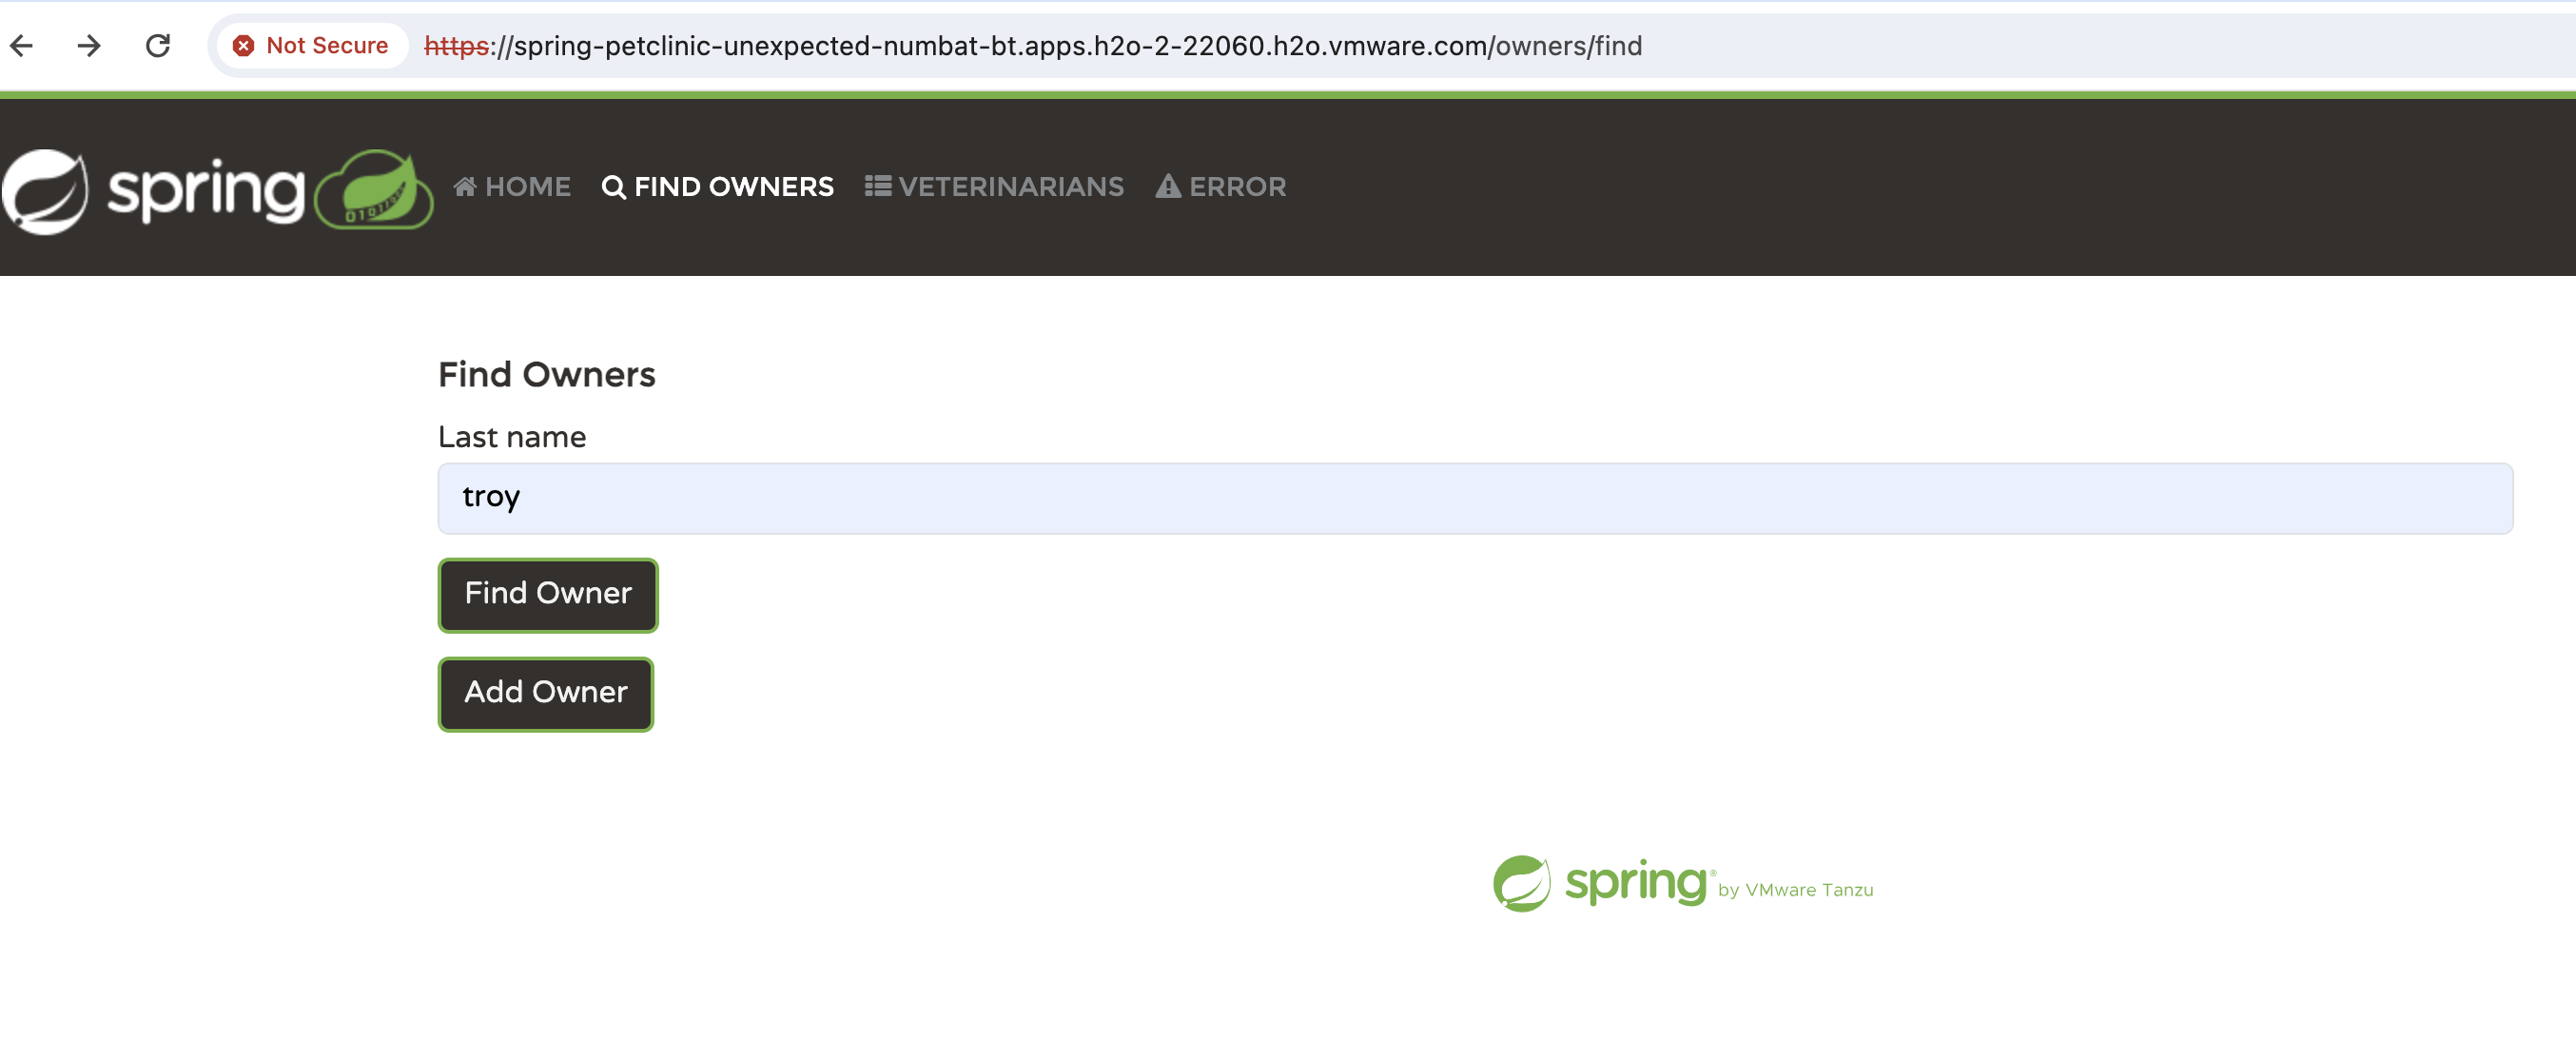 Not Secure https://spring-petclinic-unexpected-numbat-bt.apps.h2o-2-22060.h2o.vmware.com/owners/find
spring 0101 HOME FIND OWNERS VETERINARIANS ERROR
Find Owners
Last name
troy
Find Owner
Add Owner
spring® by VMware Tanzu